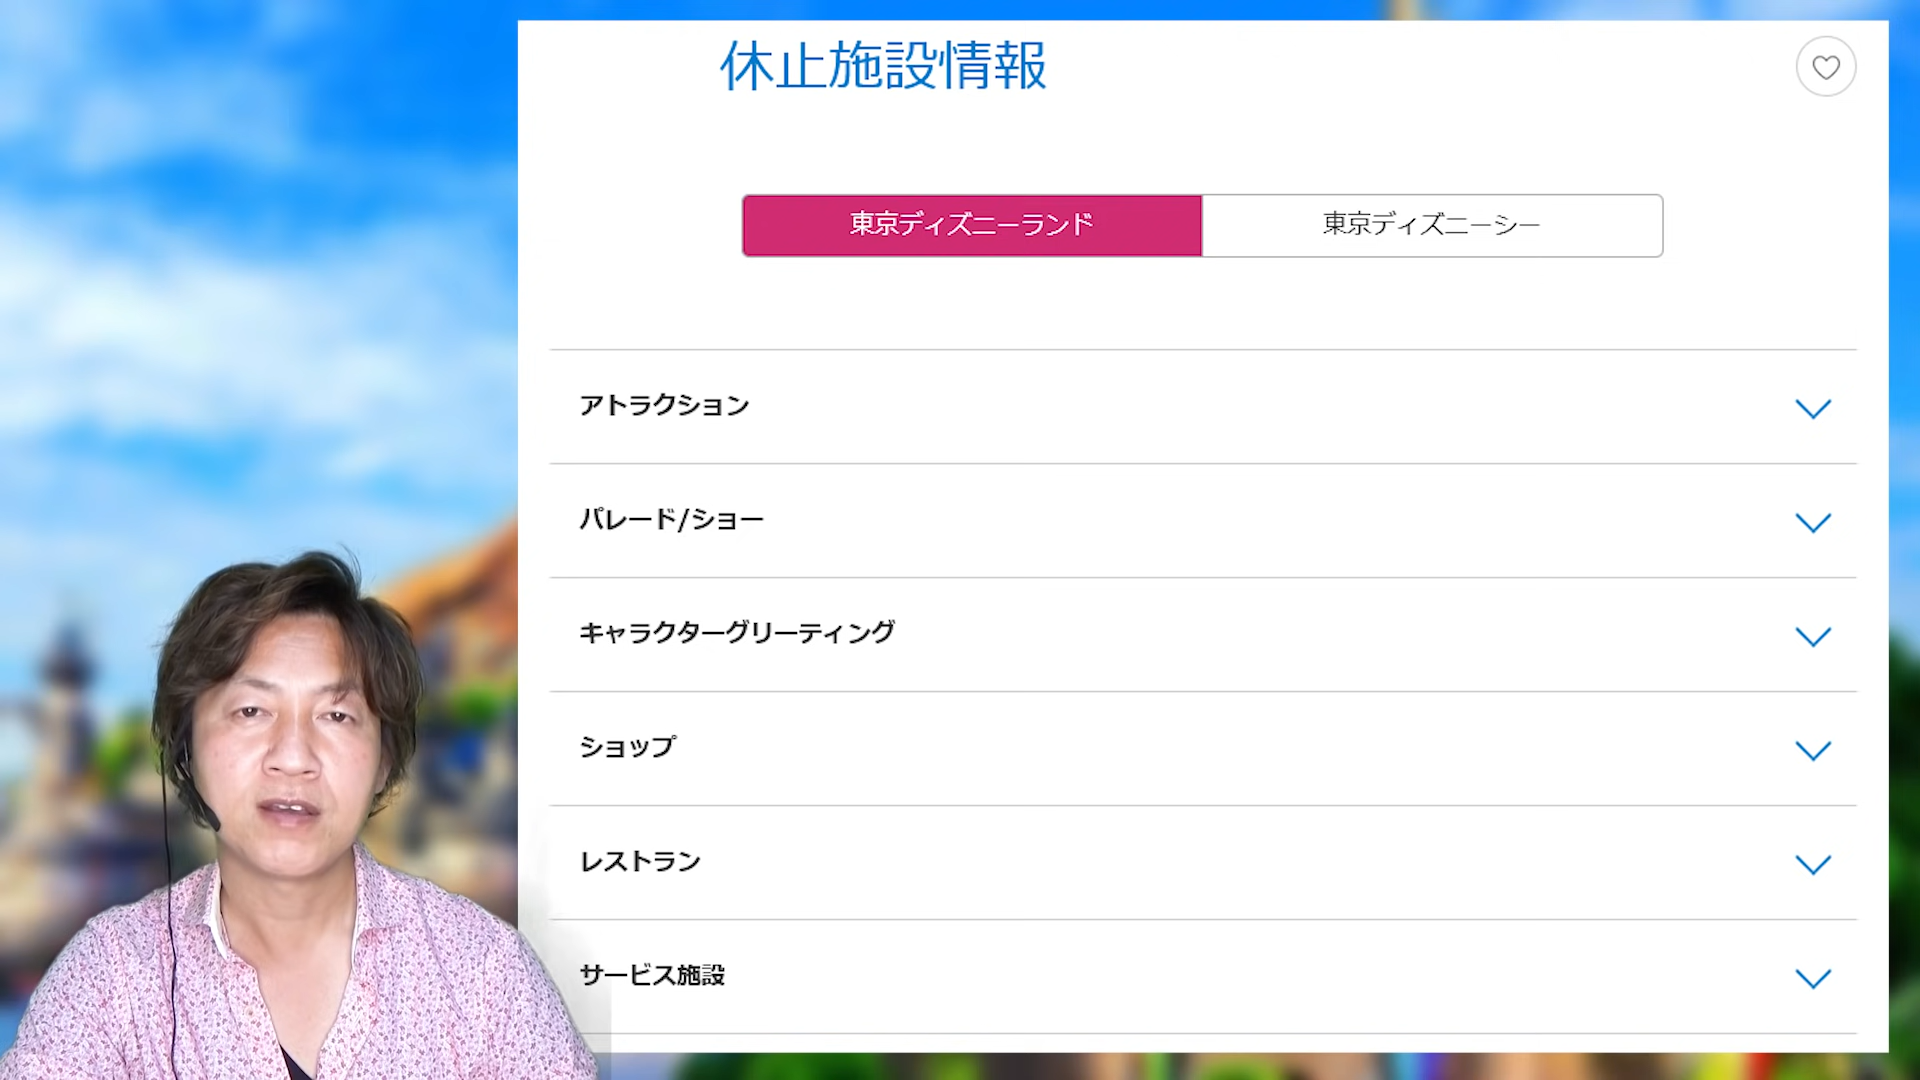 休止施設情報
東京ディズニーランド
東京ディズニーシー
アトラクション
パレード/ショー
キャラクターグリーティング
ショップ
レストラン
サービス施設